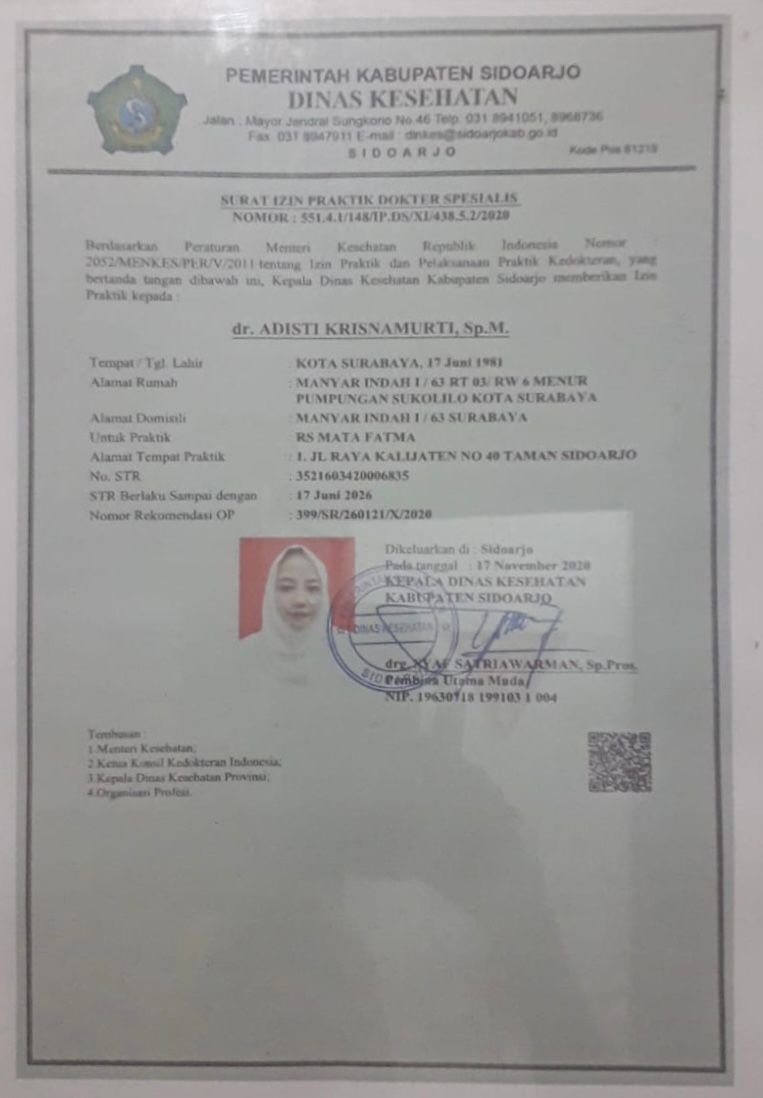 PEMERINTAH KABUPATEN SIDOARJO
DINAS KESEHATAN
Jalan : Mayor Jendral Sungkono No.46 Telp. 031 8941051, 8968736
Fax. 031 8947911 E-mail : dinkes@sidoarjokab.go.id
SIDOARJO
Kode Pos 61219
SURAT IZIN PRAKTIK DOKTER SPESIALIS
NOMOR : 551.4.1/148/IP.DS/XI/438.5.2/2020
Berdasarkan Peraturan Menteri Kesehatan Republik Indonesia Nomor
2052/MENKES/PER/V/2011 tentang Izin Praktik dan Pelaksanaan Praktik Kedokteran, yang
bertanda tangan dibawah ini, Kepala Dinas Kesehatan Kabupaten Sidoarjo memberikan Izin
Praktik kepada :
dr. ADISTI KRISNAMURTI, Sp.M.
Tempat / Tgl. Lahir : KOTA SURABAYA, 17 Juni 1981
Alamat Rumah : MANYAR INDAH I / 63 RT 03/ RW 6 MENUR
PUMPUNGAN SUKOLILO KOTA SURABAYA
Alamat Domisili : MANYAR INDAH I / 63 SURABAYA
Untuk Praktik : RS MATA FATMA
Alamat Tempat Praktik : 1. JL RAYA KALIJATEN NO 40 TAMAN SIDOARJO
No. STR : 3521603420006835
STR Berlaku Sampai dengan : 17 Juni 2026
Nomor Rekomendasi OP : 399/SR/260121/X/2020
Dikeluarkan di : Sidoarjo
Pada tanggal : 17 November 2020
KEPALA DINAS KESEHATAN
KABUPATEN SIDOARJO
DINAS KESEHATAN
drg. SYAF SATRIAWARMAN, Sp.Pros.
Pembina Utama Muda
NIP. 19630718 199103 1 004
Tembusan :
1.Menteri Kesehatan;
2.Ketua Konsil Kedokteran Indonesia;
3.Kepala Dinas Kesehatan Provinsi;
4.Organisasi Profesi.